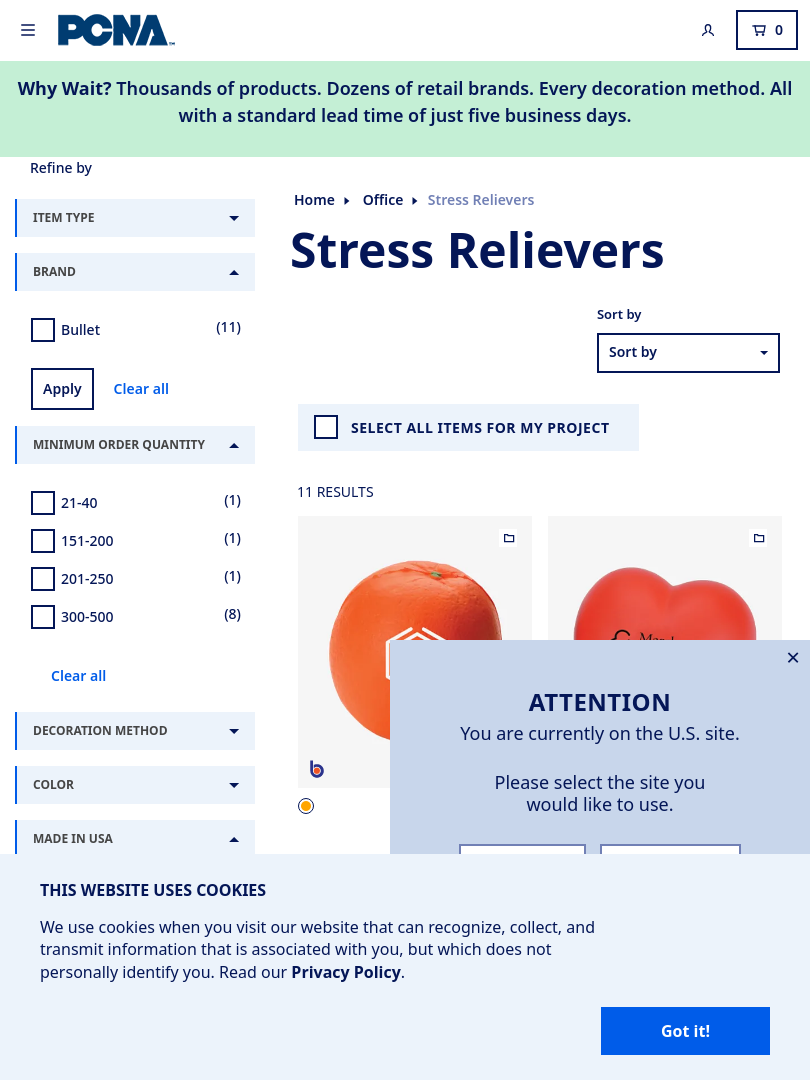 PCNA
0
Why Wait? Thousands of products. Dozens of retail brands. Every decoration method. All
with a standard lead time of just five business days.
Refine by
ITEM TYPE
BRAND
Bullet
(11)
Apply
Clear all
MINIMUM ORDER QUANTITY
21-40
(1)
151-200
(1)
201-250
(1)
300-500
(8)
Clear all
DECORATION METHOD
COLOR
MADE IN USA
Home
Office
Stress Relievers
Stress Relievers
Sort by
Sort by
SELECT ALL ITEMS FOR MY PROJECT
11 RESULTS
b
×
ATTENTION
You are currently on the U.S. site.
Please select the site you
would like to use.
THIS WEBSITE USES COOKIES
We use cookies when you visit our website that can recognize, collect, and
transmit information that is associated with you, but which does not
personally identify you. Read our Privacy Policy.
Got it!